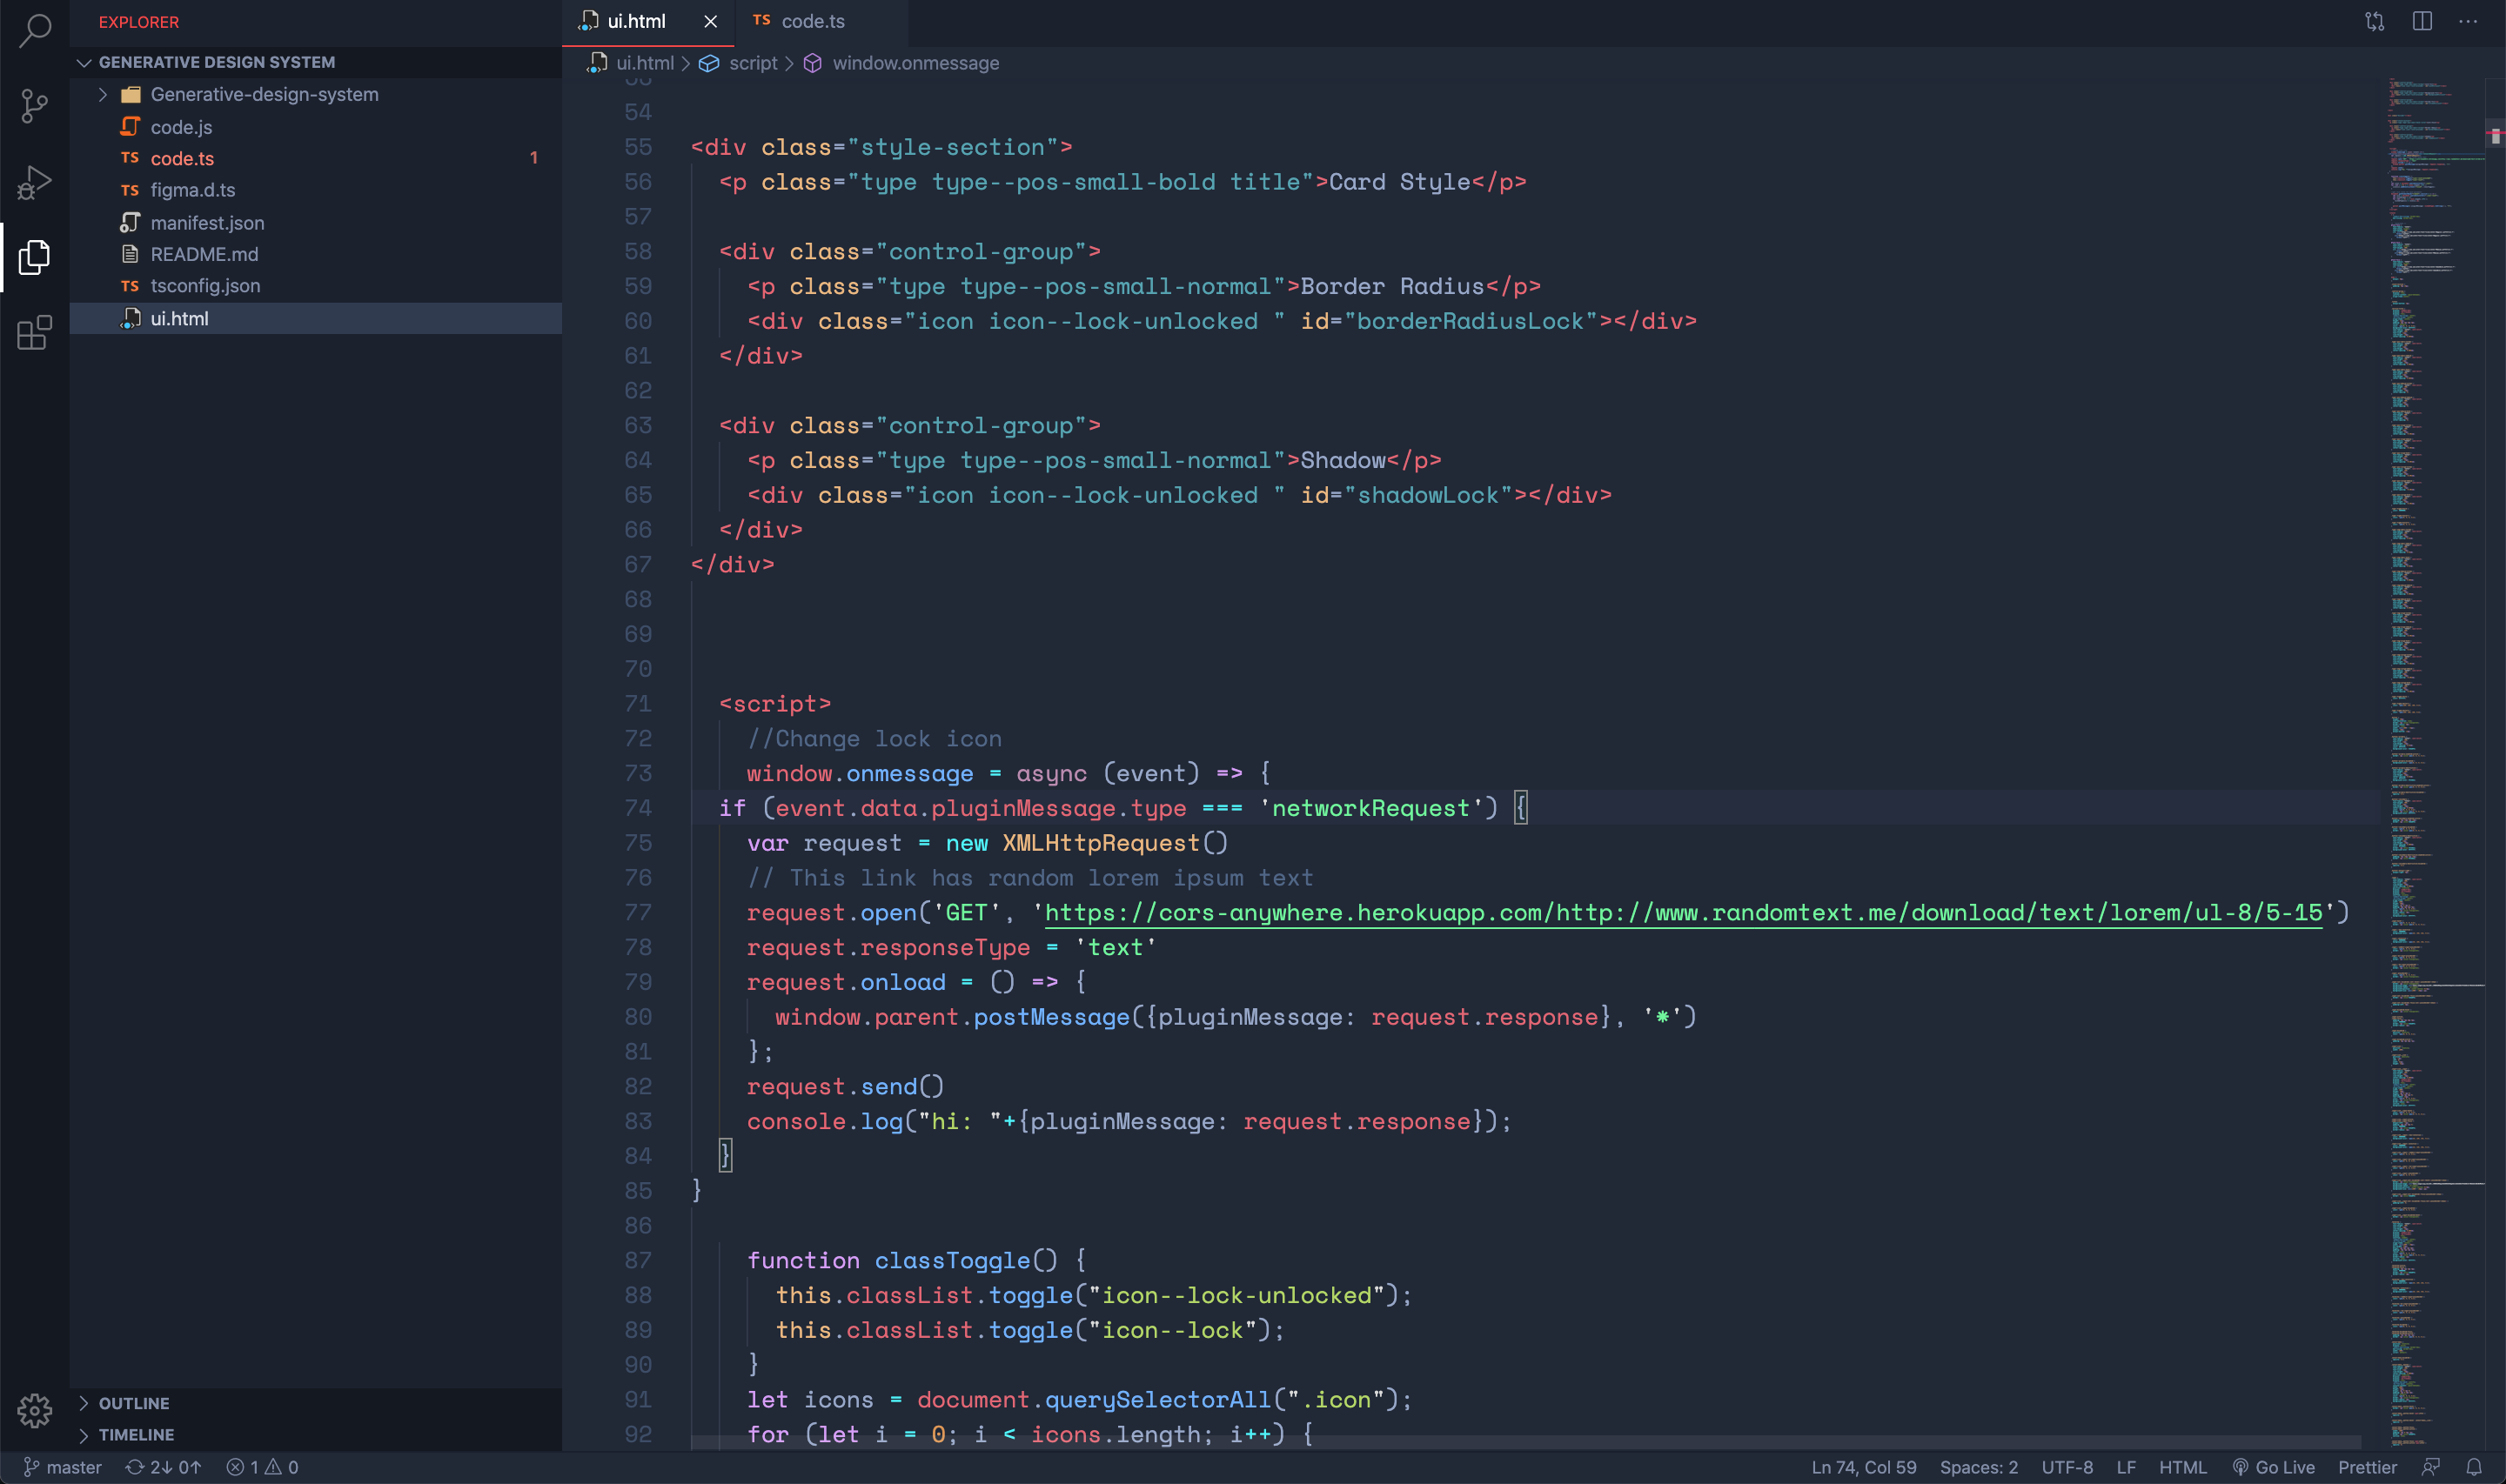 EXPLORER
GENERATIVE DESIGN SYSTEM
Generative-design-system
code.js
TS code.ts 1
TS figma.d.ts
manifest.json
README.md
TS tsconfig.json
ui.html
OUTLINE
TIMELINE
ui.html
TS code.ts
ui.html > script > window.onmessage
54
55 <div class="style-section">
56 <p class="type type--pos-small-bold title">Card Style</p>
57
58 <div class="control-group">
59 <p class="type type--pos-small-normal">Border Radius</p>
60 <div class="icon icon--lock-unlocked " id="borderRadiusLock"></div>
61 </div>
62
63 <div class="control-group">
64 <p class="type type--pos-small-normal">Shadow</p>
65 <div class="icon icon--lock-unlocked " id="shadowLock"></div>
66 </div>
67 </div>
68
69
70
71 <script>
72 //Change lock icon
73 window.onmessage = async (event) => {
74 if (event.data.pluginMessage.type === 'networkRequest') {
75 var request = new XMLHttpRequest()
76 // This link has random lorem ipsum text
77 request.open('GET', 'https://cors-anywhere.herokuapp.com/http://www.randomtext.me/download/text/lorem/ul-8/5-15')
78 request.responseType = 'text'
79 request.onload = () => {
80 window.parent.postMessage({pluginMessage: request.response}, '*')
81 };
82 request.send()
83 console.log("hi: "+{pluginMessage: request.response});
84 }
85 }
86
87 function classToggle() {
88 this.classList.toggle("icon--lock-unlocked");
89 this.classList.toggle("icon--lock");
90 }
91 let icons = document.querySelectorAll(".icon");
92 for (let i = 0; i < icons.length; i++) {
master 2↓ 0↑ 1 0
Ln 74, Col 59 Spaces: 2 UTF-8 LF HTML Go Live Prettier